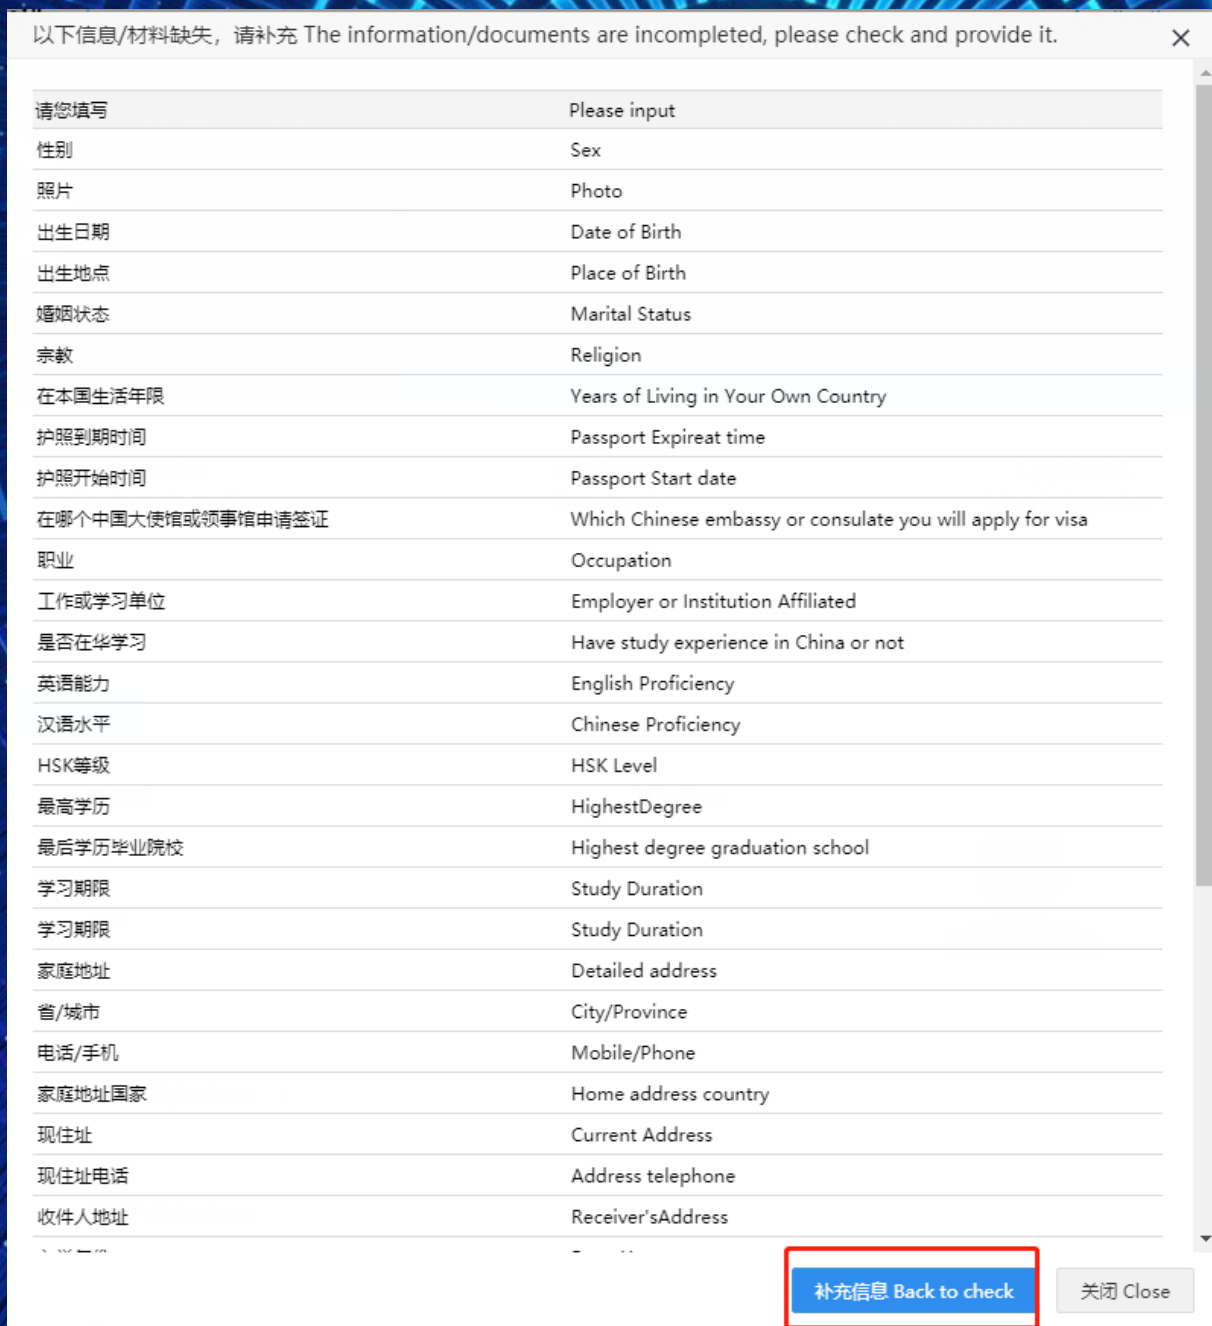 以下信息/材料缺失，请补充 The information/documents are incompleted, please check and provide it.
请您填写 Please input
性别 Sex
照片 Photo
出生日期 Date of Birth
出生地点 Place of Birth
婚姻状态 Marital Status
宗教 Religion
在本国生活年限 Years of Living in Your Own Country
护照到期时间 Passport Expireat time
护照开始时间 Passport Start date
在哪个中国大使馆或领事馆申请签证 Which Chinese embassy or consulate you will apply for visa
职业 Occupation
工作或学习单位 Employer or Institution Affiliated
是否在华学习 Have study experience in China or not
英语能力 English Proficiency
汉语水平 Chinese Proficiency
HSK等级 HSK Level
最高学历 HighestDegree
最后学历毕业院校 Highest degree graduation school
学习期限 Study Duration
学习期限 Study Duration
家庭地址 Detailed address
省/城市 City/Province
电话/手机 Mobile/Phone
家庭地址国家 Home address country
现住址 Current Address
现住址电话 Address telephone
收件人地址 Receiver'sAddress
补充信息 Back to check
关闭 Close